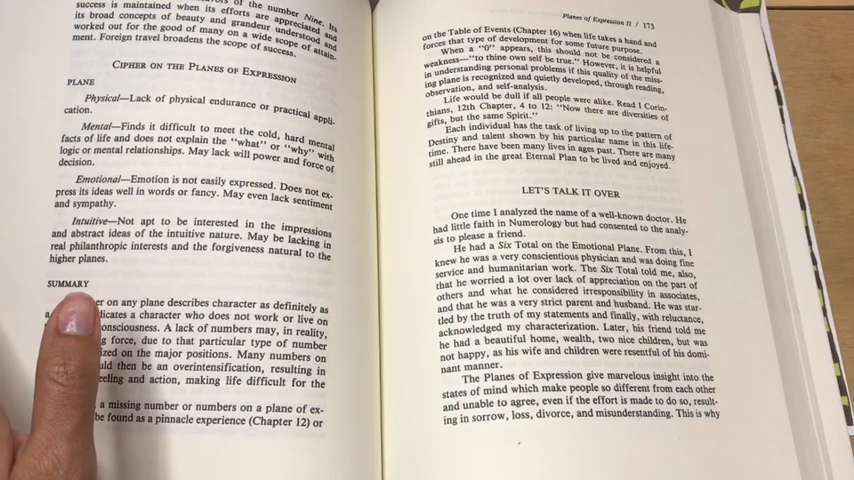 of the number Nine. Its
success is maintained when its efforts are appreciated and
its broad concepts of beauty and grandeur understood and
worked out for the good of many on a wide scope of attain-
ment. Foreign travel broadens the scope of success.
CIPHER ON THE PLANES OF EXPRESSION
PLANE
Physical—Lack of physical endurance or practical appli-
cation.
Mental—Finds it difficult to meet the cold, hard mental
facts of life and does not explain the "what" or "why" with
logic or mental relationships. May lack will power and force of
decision.
Emotional—Emotion is not easily expressed. Does not ex-
press its ideas well in words or fancy. May even lack sentiment
and sympathy.
Intuitive—Not apt to be interested in the impressions
and abstract ideas of the intuitive nature. May be lacking in
real philanthropic interests and the forgiveness natural to the
higher planes.
SUMMARY
er on any plane describes character as definitely as
a dicates a character who does not work or live on
consciousness. A lack of numbers may, in reality,
g force, due to that particular type of number
ized on the major positions. Many numbers on
uld then be an overintensification, resulting in
eeling and action, making life difficult for the
a missing number or numbers on a plane of ex-
be found as a pinnacle experience (Chapter 12) or
Planes of Expression II / 173
on the Table of Events (Chapter 16) when life takes a hand and
forces that type of development for some future purpose.
When a "0" appears, this should not be considered a
weakness—"to thine own self be true." However, it is helpful
in understanding personal problems if this quality of the miss-
ing plane is recognized and quietly developed, through reading,
observation, and self-analysis.
Life would be dull if all people were alike. Read I Corin-
thians, 12th Chapter, 4 to 12: "Now there are diversities of
gifts, but the same Spirit."
Each individual has the task of living up to the pattern of
Destiny and talent shown by his particular name in this life-
time. There have been many lives in ages past. There are many
still ahead in the great Eternal Plan to be lived and enjoyed.
LET'S TALK IT OVER
One time I analyzed the name of a well-known doctor. He
had little faith in Numerology but had consented to the analy-
sis to please a friend.
He had a Six Total on the Emotional Plane. From this, I
knew he was a very conscientious physician and was doing fine
service and humanitarian work. The Six Total told me, also,
that he worried a lot over lack of appreciation on the part of
others and what he considered irresponsibility in associates,
and that he was a very strict parent and husband. He was star-
tled by the truth of my statements and finally, with reluctance,
acknowledged my characterization. Later, his friend told me
he had a beautiful home, wealth, two nice children, but was
not happy, as his wife and children were resentful of his domi-
nant manner.
The Planes of Expression give marvelous insight into the
states of mind which make people so different from each other
and unable to agree, even if the effort is made to do so, result-
ing in sorrow, loss, divorce, and misunderstanding. This is why